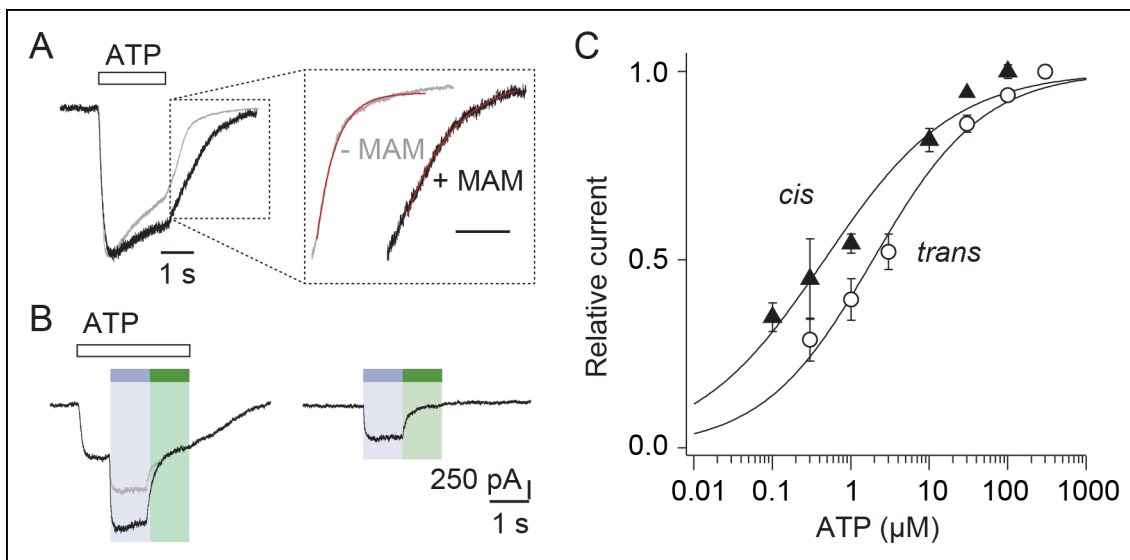 A
ATP
- MAM
+ MAM
1 s
B
ATP
250 pA
1 s
C
Relative current
1.0
0.5
0.0
cis
trans
0.01 0.1 1 10 100 1000
ATP (µM)